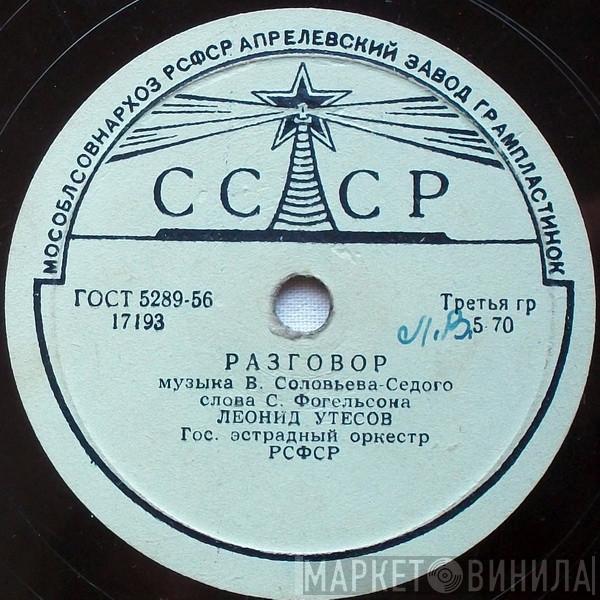 МОСОБЛСОВНАРХОЗ РСФСР АПРЕЛЕВСКИЙ ЗАВОД ГРАМПЛАСТИНОК
СССР
ГОСТ 5289-56
17193
Третья гр
Л.В. 5-70
РАЗГОВОР
музыка В. Соловьева-Седого
слова С. Фогельсона
ЛЕОНИД УТЕСОВ
Гос. эстрадный оркестр
РСФСР
МАРКЕТ ВИНИЛА